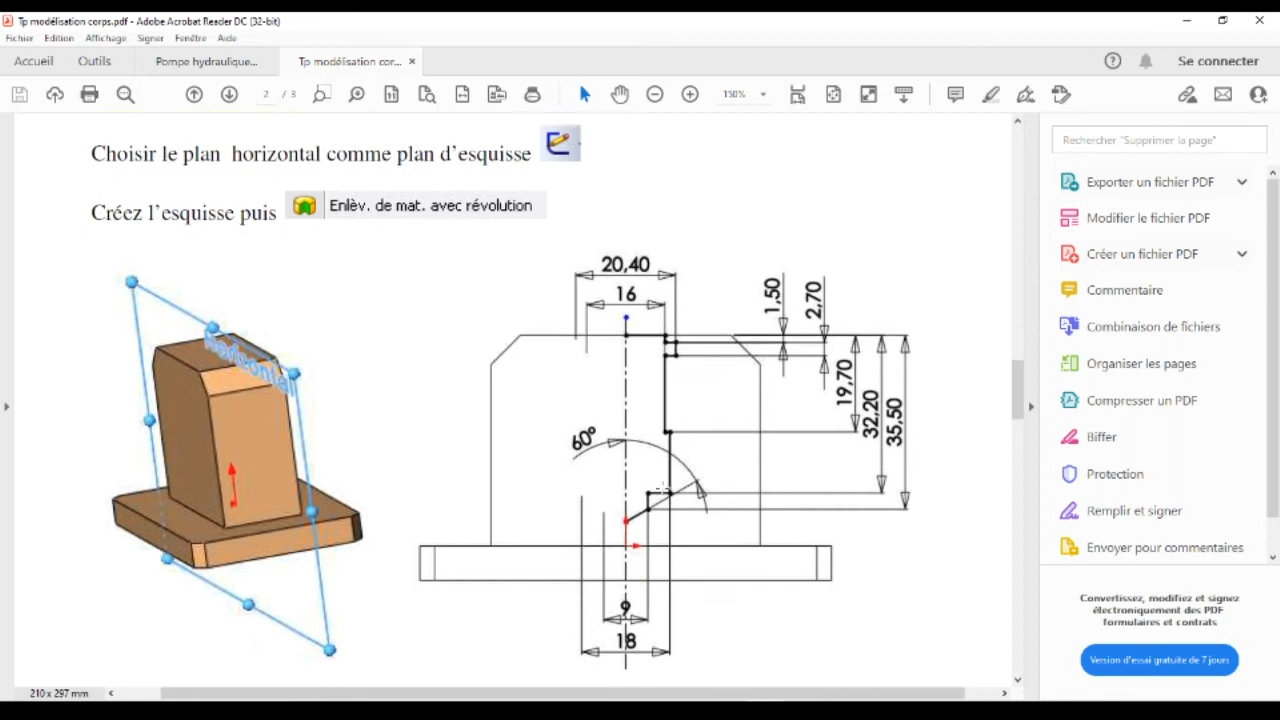 Tp modélisation corps.pdf - Adobe Acrobat Reader DC (32-bit)
Fichier Edition Affichage Signer Fenêtre Aide
Accueil Outils Pompe hydraulique... Tp modélisation cor... × Se connecter
2 / 3 150%
Choisir le plan horizontal comme plan d'esquisse
Créez l'esquisse puis Enlèv. de mat. avec révolution
Horizontal
20,40
16
1,50
2,70
19,70
32,20
35,50
60°
9
18
210 x 297 mm
Rechercher "Supprimer la page"
Exporter un fichier PDF
Modifier le fichier PDF
Créer un fichier PDF
Commentaire
Combinaison de fichiers
Organiser les pages
Compresser un PDF
Biffer
Protection
Remplir et signer
Envoyer pour commentaires
Convertissez, modifiez et signez
électroniquement des PDF
formulaires et contrats
Version d'essai gratuite de 7 jours